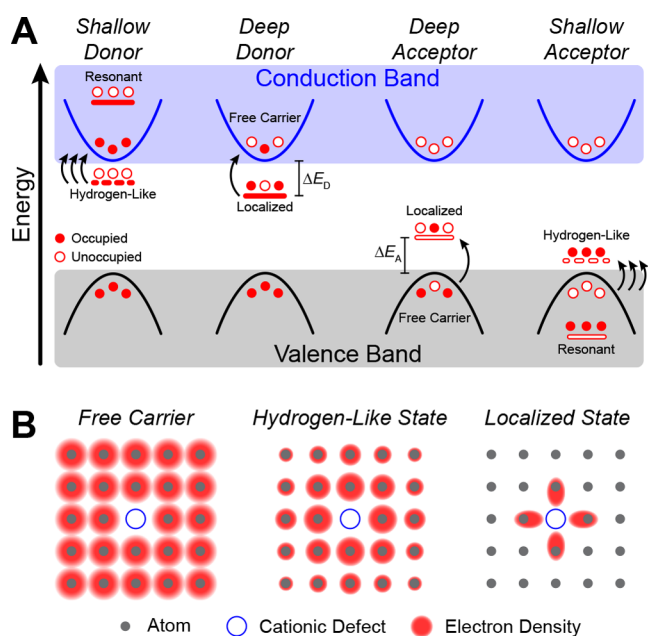 A
Shallow
Donor
Deep
Donor
Deep
Acceptor
Shallow
Acceptor
Energy
Resonant
Conduction Band
Free Carrier
Hydrogen-Like
ΔE_D
Localized
Localized
Occupied
Unoccupied
ΔE_A
Hydrogen-Like
Free Carrier
Resonant
Valence Band
B
Free Carrier
Hydrogen-Like State
Localized State
Atom
Cationic Defect
Electron Density